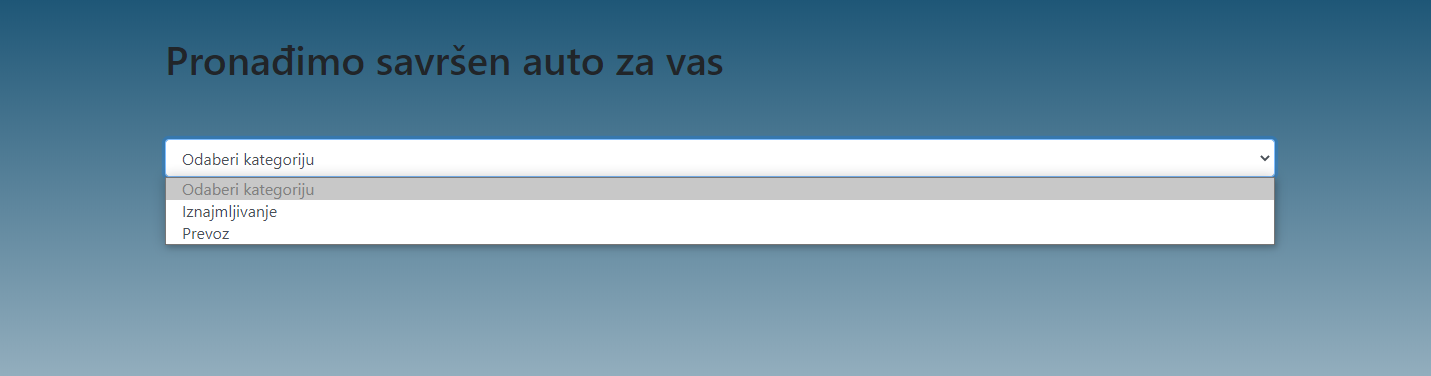 Pronađimo savršen auto za vas
Odaberi kategoriju
Odaberi kategoriju
Iznajmljivanje
Prevoz